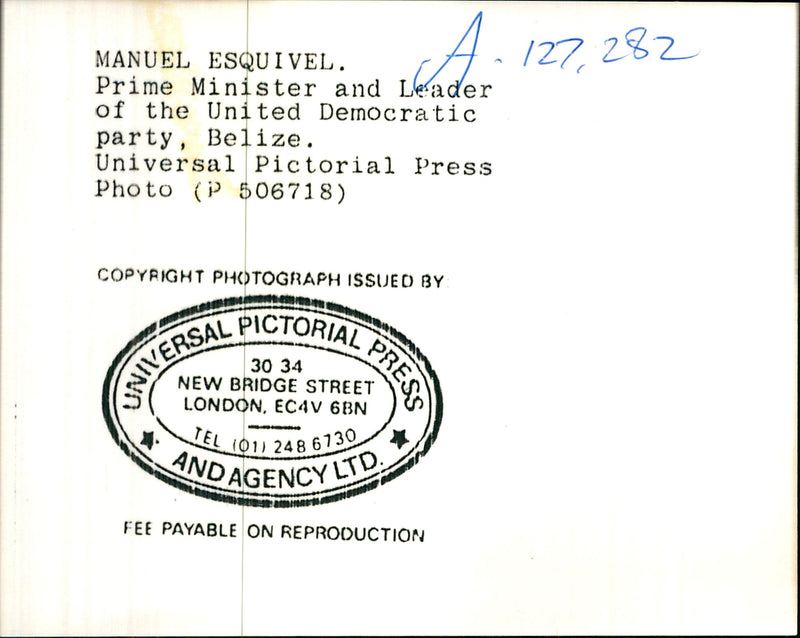 A. 127,282
MANUEL ESQUIVEL.
Prime Minister and Leader
of the United Democratic
party, Belize.
Universal Pictorial Press
Photo (P 506718)
COPYRIGHT PHOTOGRAPH ISSUED BY
UNIVERSAL PICTORIAL PRESS
30 34
NEW BRIDGE STREET
LONDON, EC4V 6BN
TEL (01) 248 6730
AND AGENCY LTD.
FEE PAYABLE ON REPRODUCTION